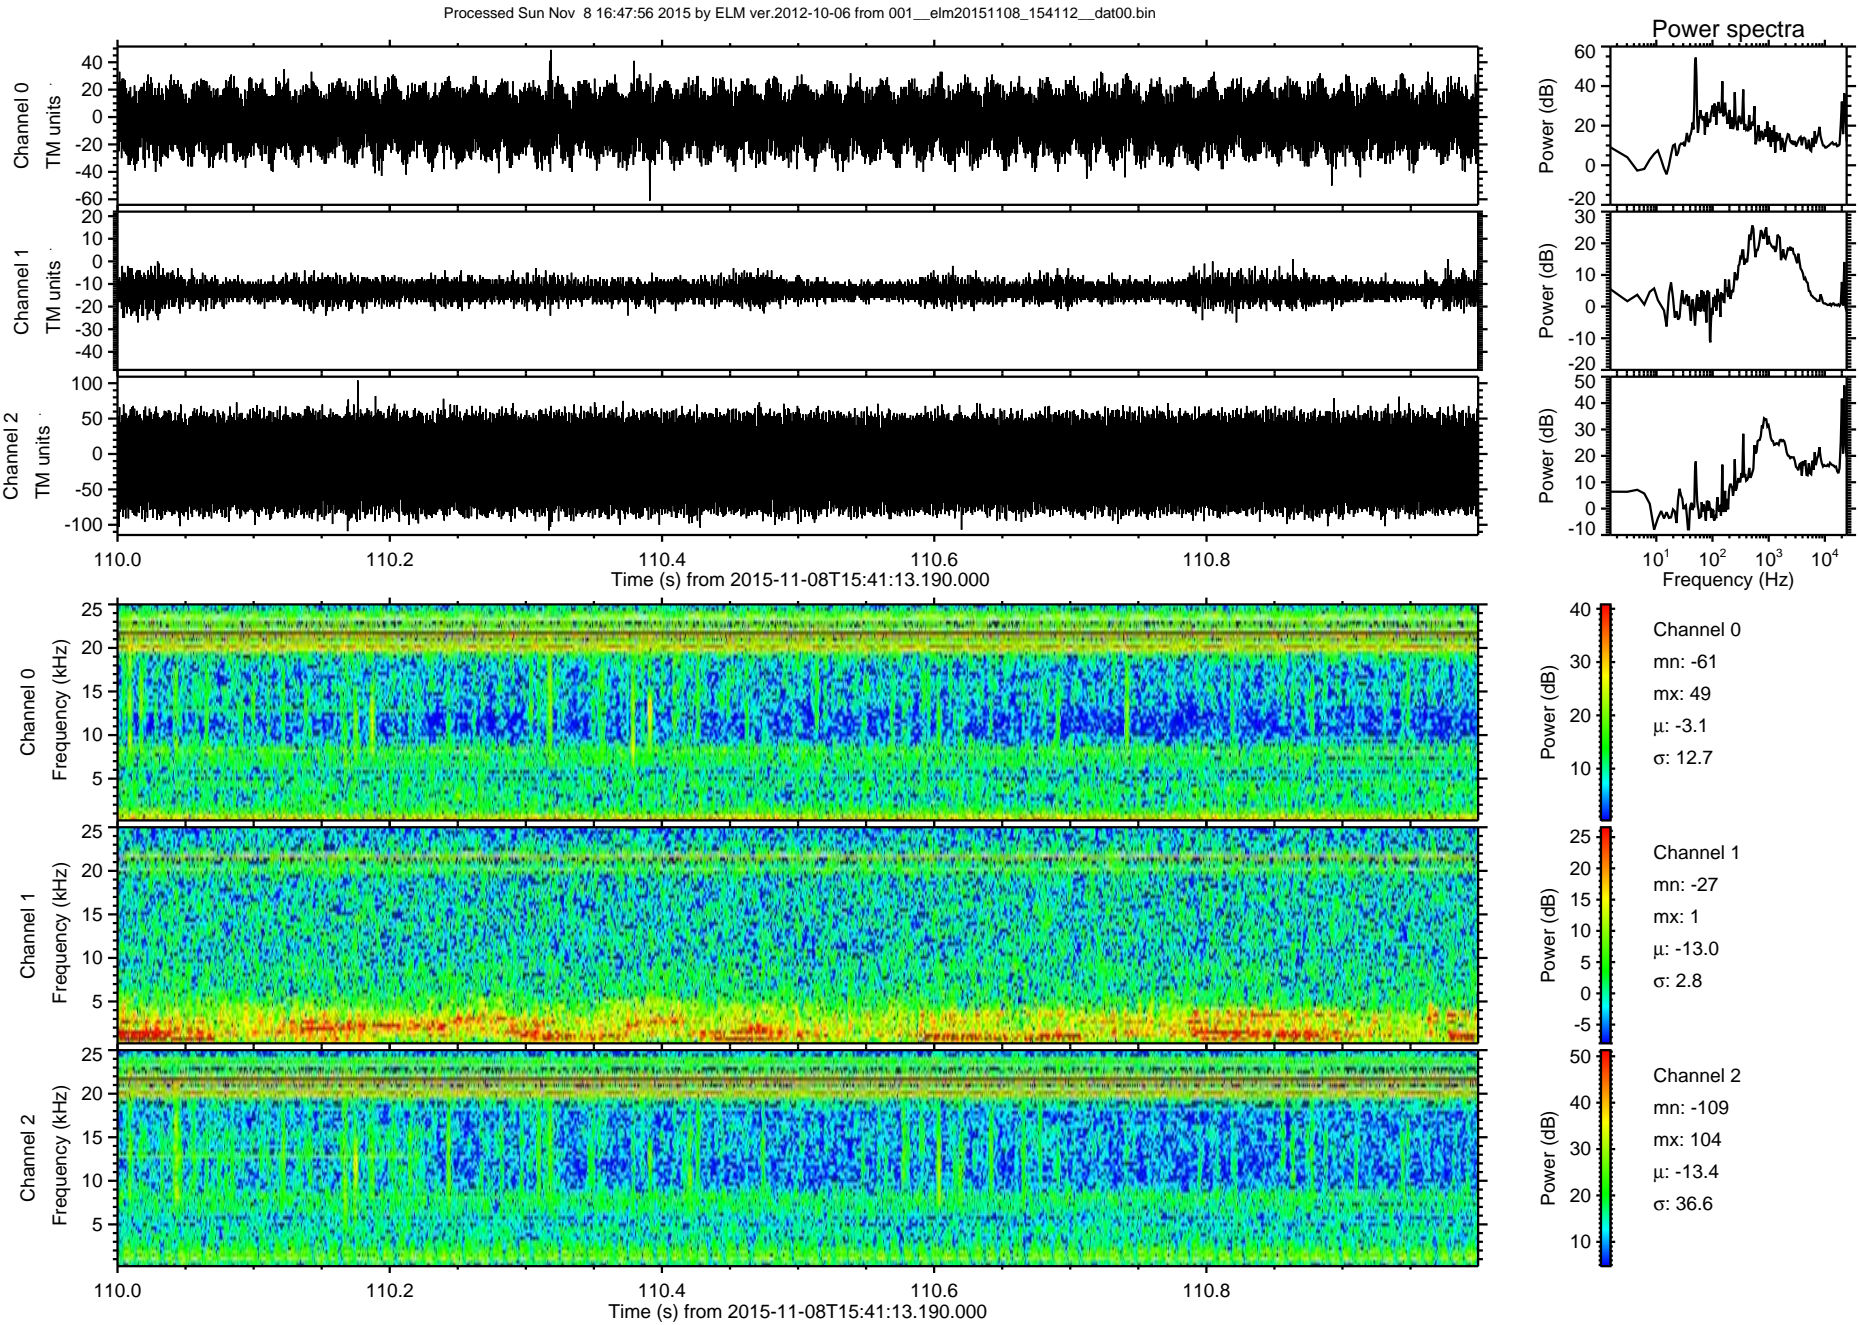 Processed Sun Nov  8 16:47:56 2015 by ELM ver.2012-10-06 from 001__elm20151108_154112__dat00.bin
Power spectra
Channel 0
TM units
40
20
0
-20
-40
-60
Power (dB)
60
40
20
0
-20
Channel 1
TM units
20
10
0
-10
-20
-30
-40
Power (dB)
30
20
10
0
-10
-20
Channel 2
TM units
100
50
0
-50
-100
Power (dB)
50
40
30
20
10
0
-10
110.0 110.2 110.4 110.6 110.8
Time (s) from 2015-11-08T15:41:13.190.000
10¹ 10² 10³ 10⁴
Frequency (Hz)
Channel 0
Frequency (kHz)
25
20
15
10
5
Power (dB)
40
30
20
10
Channel 0
mn: -61
mx: 49
μ: -3.1
σ: 12.7
Channel 1
Frequency (kHz)
25
20
15
10
5
Power (dB)
25
20
15
10
5
0
-5
Channel 1
mn: -27
mx: 1
μ: -13.0
σ: 2.8
Channel 2
Frequency (kHz)
25
20
15
10
5
Power (dB)
50
40
30
20
10
Channel 2
mn: -109
mx: 104
μ: -13.4
σ: 36.6
110.0 110.2 110.4 110.6 110.8
Time (s) from 2015-11-08T15:41:13.190.000